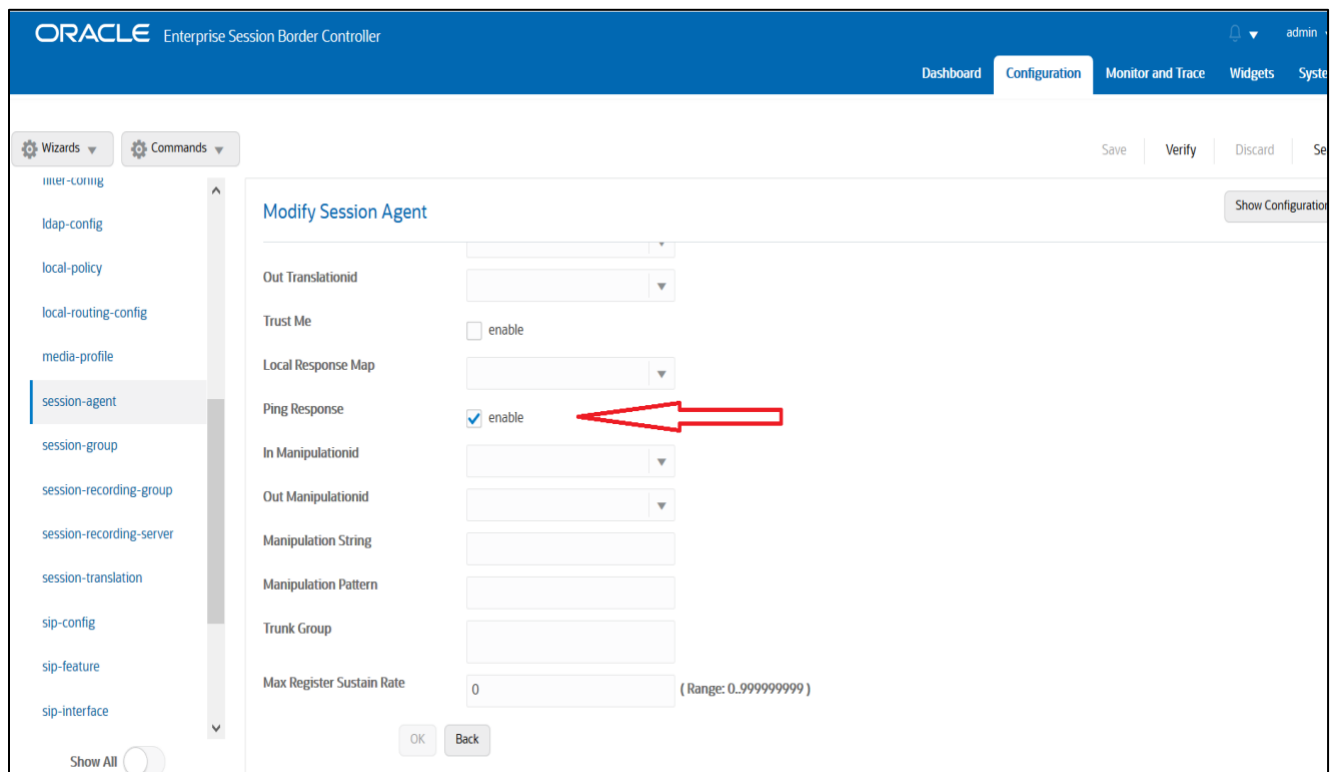 ORACLE Enterprise Session Border Controller
admin
Dashboard Configuration Monitor and Trace Widgets Syste
Wizards Commands
Save Verify Discard Se
filter-config
ldap-config
local-policy
local-routing-config
media-profile
session-agent
session-group
session-recording-group
session-recording-server
session-translation
sip-config
sip-feature
sip-interface
Show All
Modify Session Agent
Show Configuration
Out Translationid
Trust Me enable
Local Response Map
Ping Response enable
In Manipulationid
Out Manipulationid
Manipulation String
Manipulation Pattern
Trunk Group
Max Register Sustain Rate 0 ( Range: 0..999999999 )
OK Back